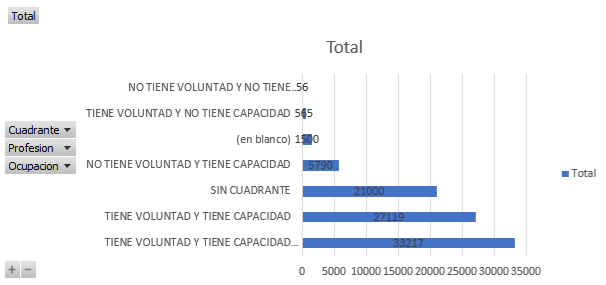 Total
Total
NO TIENE VOLUNTAD Y NO TIENE... 56
TIENE VOLUNTAD Y NO TIENE CAPACIDAD 565
(en blanco) 1500
NO TIENE VOLUNTAD Y TIENE CAPACIDAD 5790
SIN CUADRANTE 21000
TIENE VOLUNTAD Y TIENE CAPACIDAD 27119
TIENE VOLUNTAD Y TIENE CAPACIDAD... 33217
0 5000 10000 15000 20000 25000 30000 35000
Cuadrante
Profesion
Ocupacion
Total